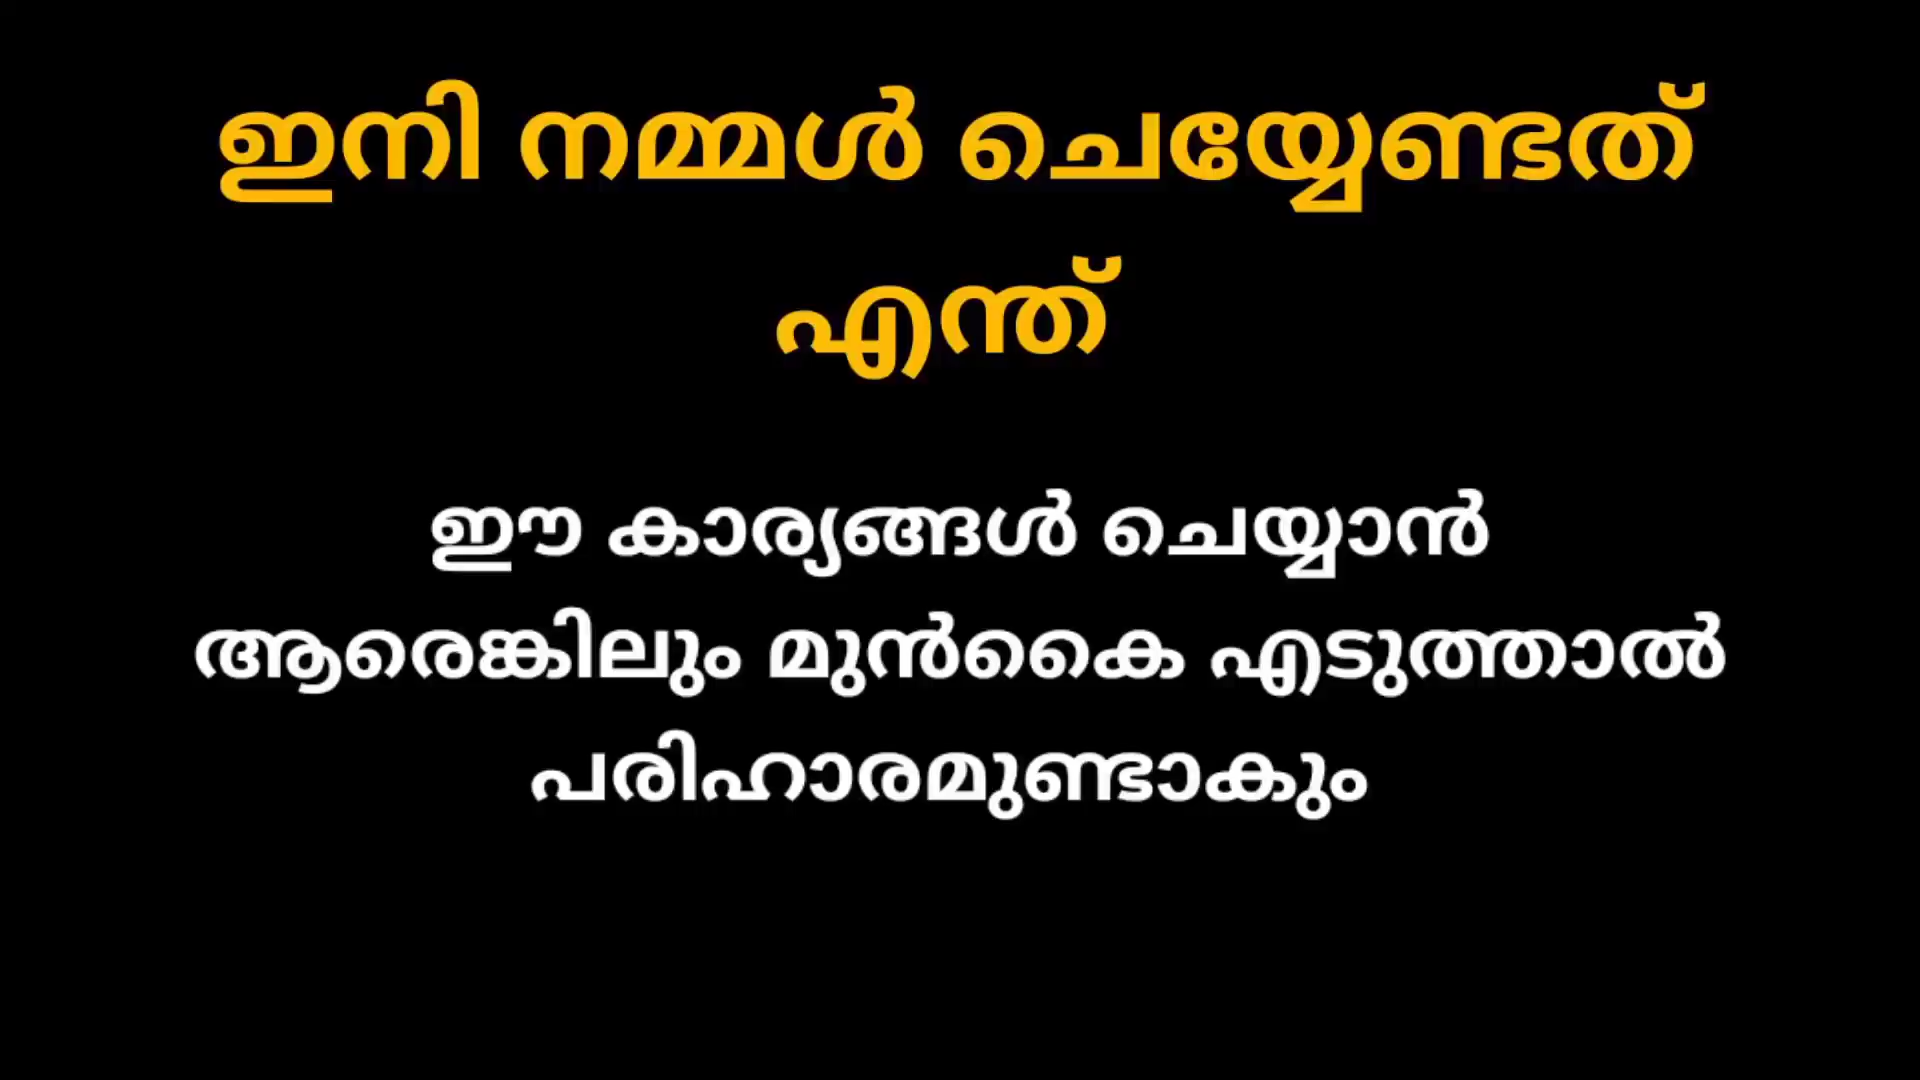 ഇനി നമ്മൾ ചെയ്യേണ്ടത്
എന്ത്
ഈ കാര്യങ്ങൾ ചെയ്യാൻ
ആരെങ്കിലും മുൻകൈ എടുത്താൽ
പരിഹാരമുണ്ടാകും